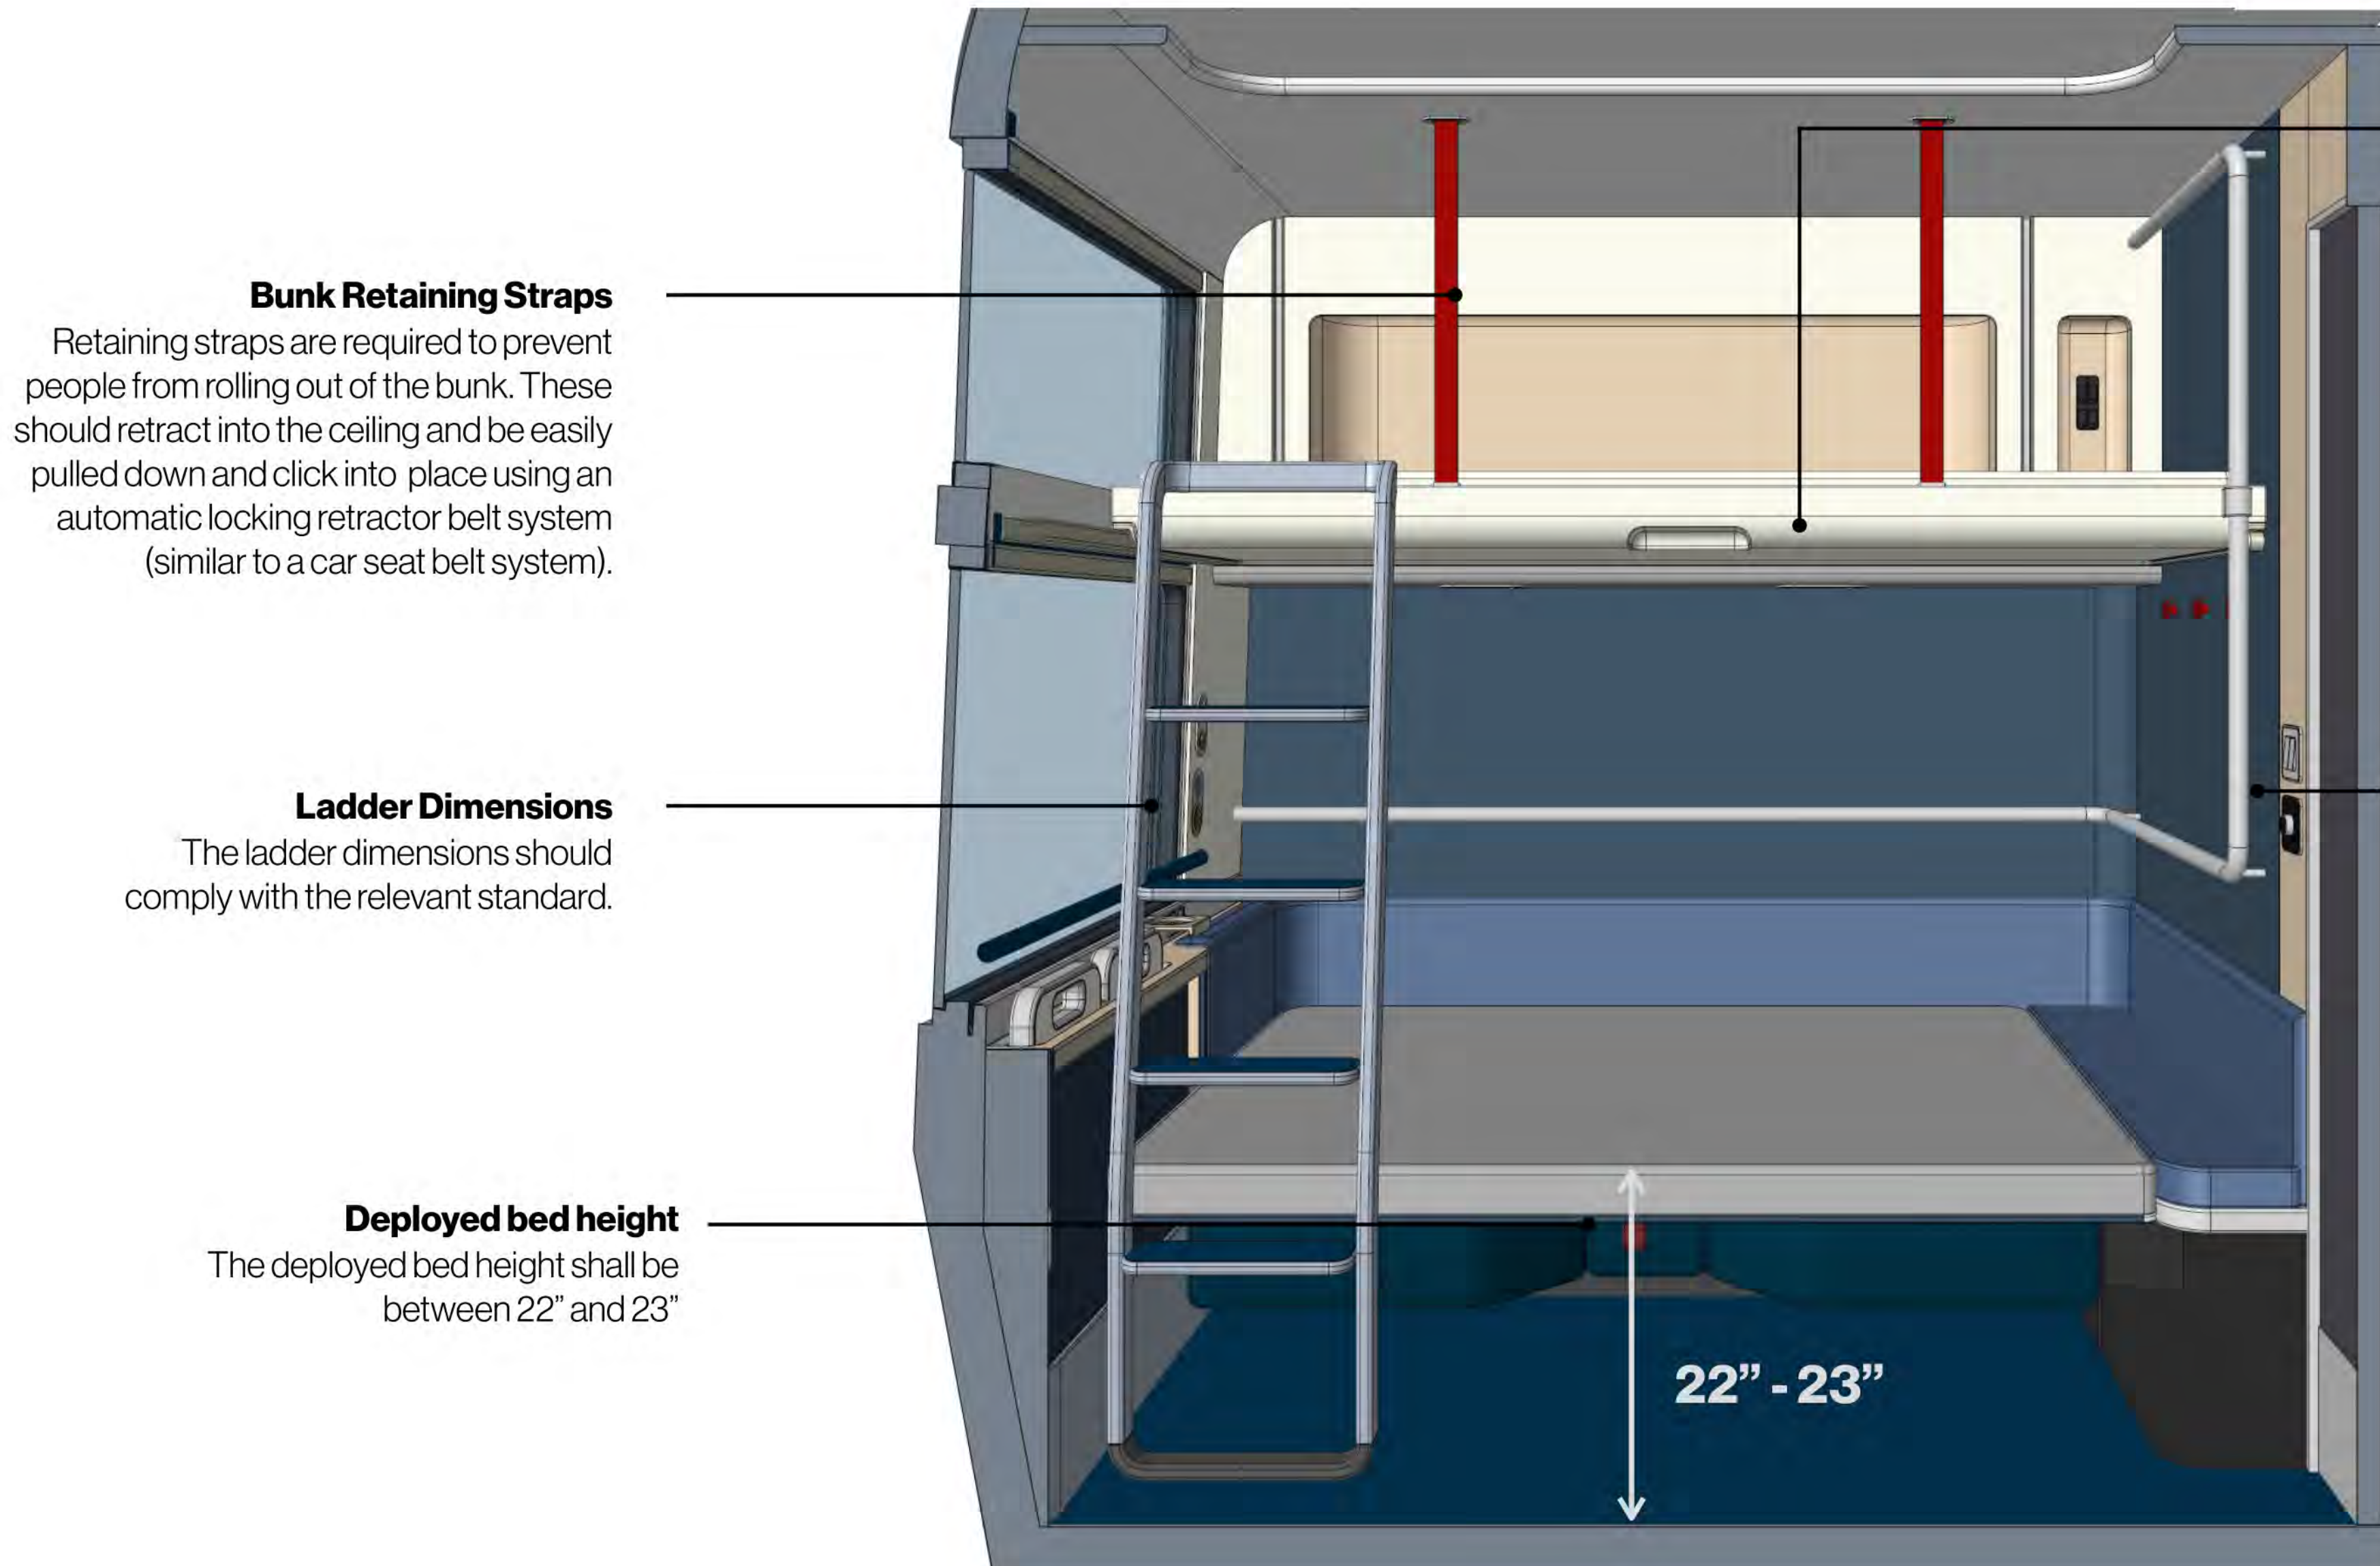 Bunk Retaining Straps
Retaining straps are required to prevent
people from rolling out of the bunk. These
should retract into the ceiling and be easily
pulled down and click into  place using an
automatic locking retractor belt system
(similar to a car seat belt system).
Ladder Dimensions
The ladder dimensions should
comply with the relevant standard.
Deployed bed height
The deployed bed height shall be
between 22” and 23”
22” - 23”